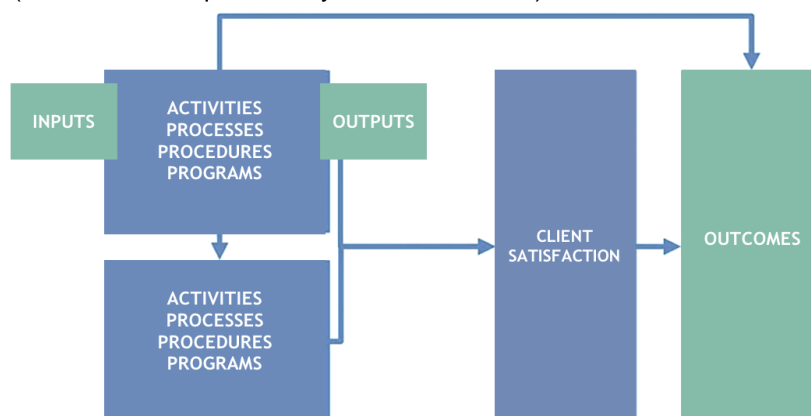 INPUTS
ACTIVITIES
PROCESSES
PROCEDURES
PROGRAMS
OUTPUTS
ACTIVITIES
PROCESSES
PROCEDURES
PROGRAMS
CLIENT
SATISFACTION
OUTCOMES